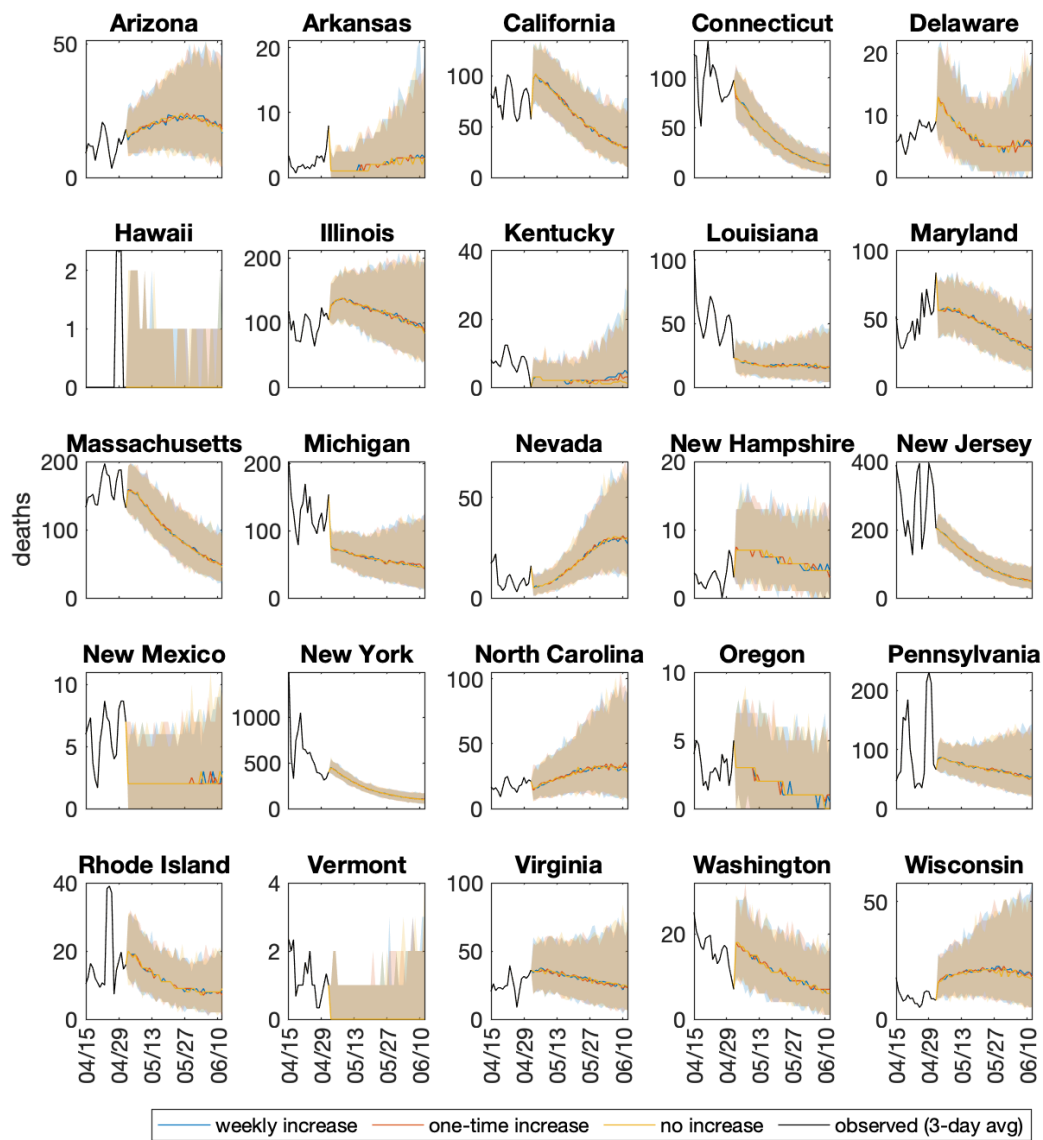 Arizona Arkansas California Connecticut Delaware
50 20 100 100 20
10
50 50 10
0 0 0 0 0
Hawaii Illinois Kentucky Louisiana Maryland
2 200 40 100 100
1 100 20 50 50
0 0 0 0 0
Massachusetts Michigan Nevada New Hampshire New Jersey
200 200 20 400
15
100 100 50 10 200
5
0 0 0 0 0
deaths
New Mexico New York North Carolina Oregon Pennsylvania
10 100 10 200
1000
5 500 50 5 100
0 0 0 0 0
Rhode Island Vermont Virginia Washington Wisconsin
40 4 100 50
20 2 50 20
0 0 0 0 0
04/15 04/29 05/13 05/27 06/10 04/15 04/29 05/13 05/27 06/10 04/15 04/29 05/13 05/27 06/10 04/15 04/29 05/13 05/27 06/10 04/15 04/29 05/13 05/27 06/10
weekly increase one-time increase no increase observed (3-day avg)